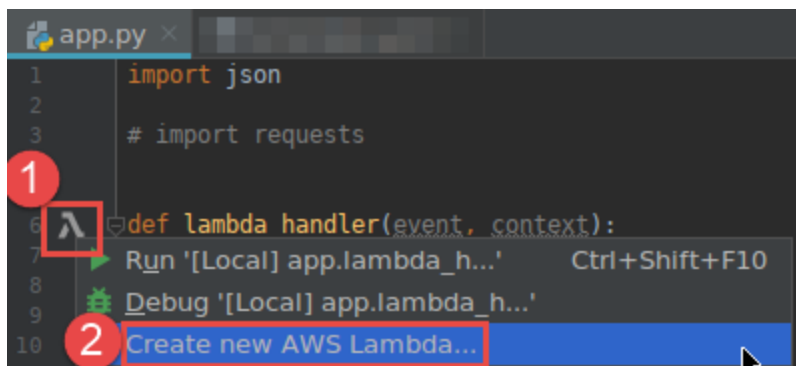 app.py
1 import json
2
3 # import requests
1
6 def lambda_handler(event, context):
7 Run '[Local] app.lambda_h...' Ctrl+Shift+F10
8
9 Debug '[Local] app.lambda_h...'
10 2 Create new AWS Lambda...